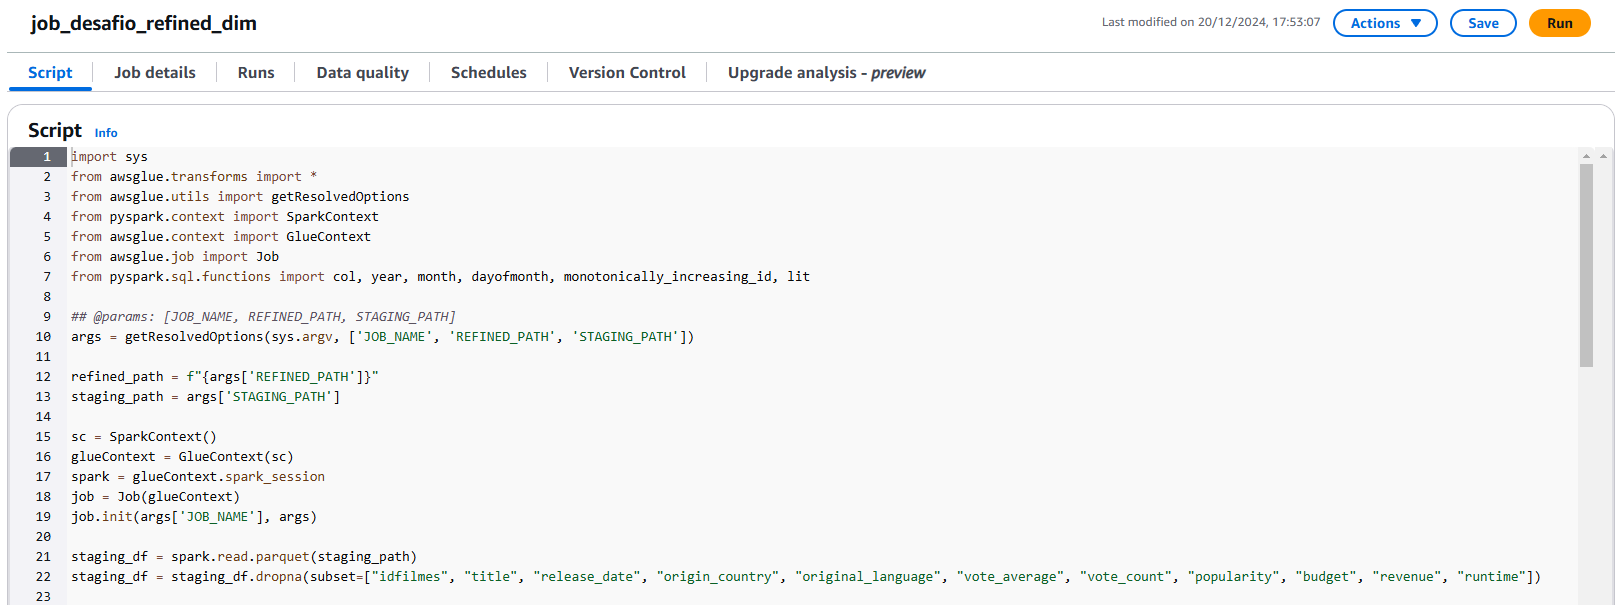 job_desafio_refined_dim
Last modified on 20/12/2024, 17:53:07 Actions Save Run
Script Job details Runs Data quality Schedules Version Control Upgrade analysis - preview
Script Info
1 import sys
2 from awsglue.transforms import *
3 from awsglue.utils import getResolvedOptions
4 from pyspark.context import SparkContext
5 from awsglue.context import GlueContext
6 from awsglue.job import Job
7 from pyspark.sql.functions import col, year, month, dayofmonth, monotonically_increasing_id, lit
8
9 ## @params: [JOB_NAME, REFINED_PATH, STAGING_PATH]
10 args = getResolvedOptions(sys.argv, ['JOB_NAME', 'REFINED_PATH', 'STAGING_PATH'])
11
12 refined_path = f"{args['REFINED_PATH']}"
13 staging_path = args['STAGING_PATH']
14
15 sc = SparkContext()
16 glueContext = GlueContext(sc)
17 spark = glueContext.spark_session
18 job = Job(glueContext)
19 job.init(args['JOB_NAME'], args)
20
21 staging_df = spark.read.parquet(staging_path)
22 staging_df = staging_df.dropna(subset=["idfilmes", "title", "release_date", "origin_country", "original_language", "vote_average", "vote_count", "popularity", "budget", "revenue", "runtime"])
23